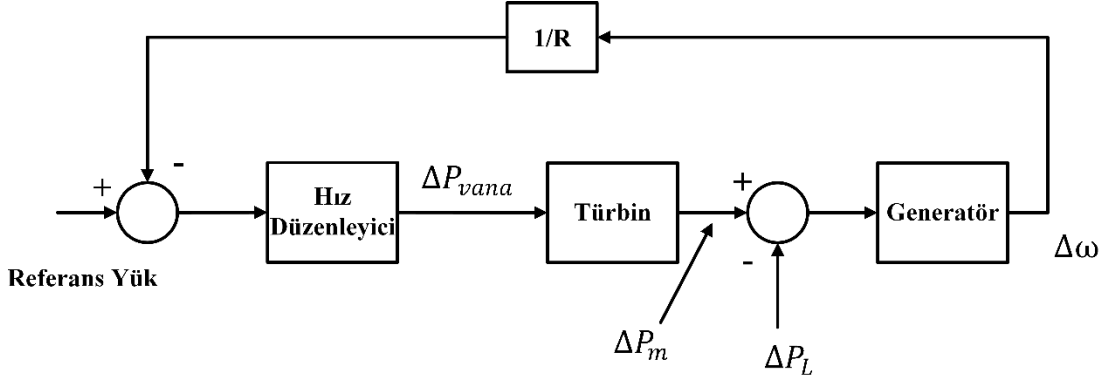 1/R
-
+
Hız
Düzenleyici
ΔP_vana
Türbin
+
-
Generatör
Referans Yük
Δω
ΔP_m
ΔP_L